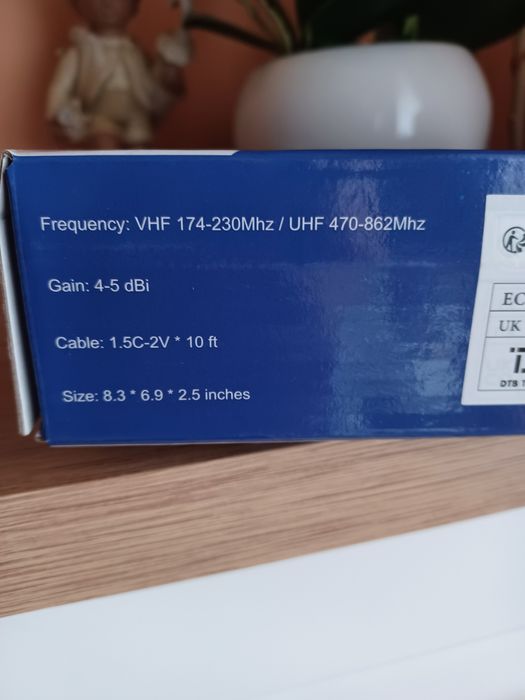 Frequency: VHF 174-230Mhz / UHF 470-862Mhz
Gain: 4-5 dBi
Cable: 1.5C-2V * 10 ft
Size: 8.3 * 6.9 * 2.5 inches
EC
UK
DTB